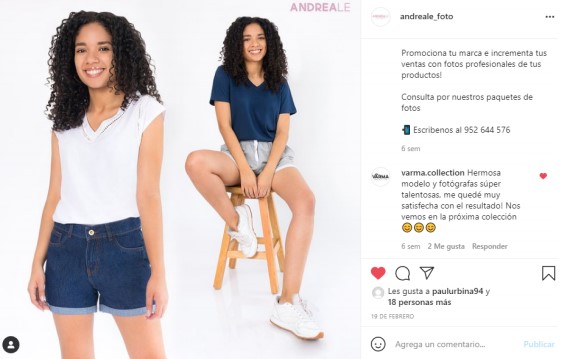 ANDREALE
andreale_foto
Promociona tu marca e incrementa tus
ventas con fotos profesionales de tus
productos!
Consulta por nuestros paquetes de
fotos
Escríbenos al 952 644 576
6 sem
varma.collection Hermosa
modelo y fotógrafas súper
talentosas, me quedé muy
satisfecha con el resultado! Nos
vemos en la próxima colección
6 sem 2 Me gusta Responder
Les gusta a paulurbina94 y
18 personas más
19 DE FEBRERO
Agrega un comentario... Publicar